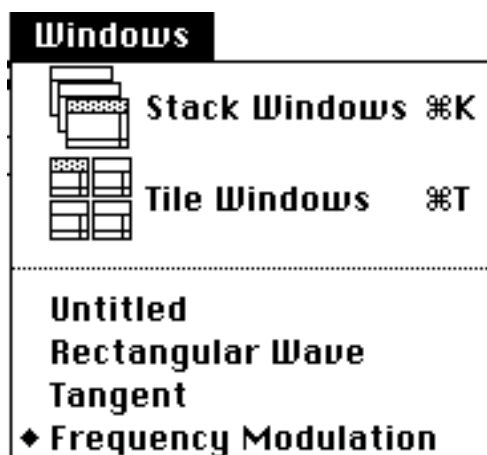 Windows
Stack Windows ⌘K
Tile Windows ⌘T
Untitled
Rectangular Wave
Tangent
◆ Frequency Modulation